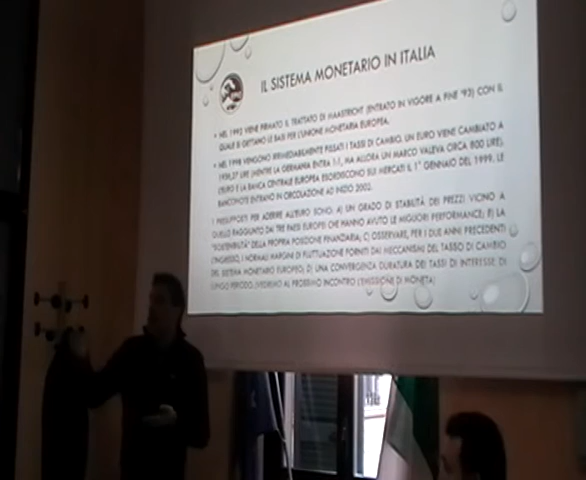 IL SISTEMA MONETARIO IN ITALIA
• NEL 1992 VIENE FIRMATO IL TRATTATO DI MAASTRICHT (ENTRATO IN VIGORE A FINE '93) CON IL
QUALE SI GETTANO LE BASI PER L'UNIONE MONETARIA EUROPEA.
• NEL 1998 VENGONO IRRIMEDIABILMENTE FISSATI I TASSI DI CAMBIO. UN EURO VIENE CAMBIATO A
1936,27 LIRE (MENTRE LA GERMANIA ENTRA 1:1, MA ALLORA UN MARCO VALEVA CIRCA 800 LIRE).
L'EURO E LA BANCA CENTRALE EUROPEA ESORDISCONO SUI MERCATI IL 1° GENNAIO DEL 1999. LE
BANCONOTE ENTRANO IN CIRCOLAZIONE AD INIZIO 2002.
I PRESUPPOSTI PER ADERIRE ALL'EURO SONO: A) UN GRADO DI STABILITÀ DEI PREZZI VICINO A
QUELLO RAGGIUNTO DAI TRE PAESI EUROPEI CHE HANNO AVUTO LE MIGLIORI PERFORMANCE; B) LA
"SOSTENIBILITÀ" DELLA PROPRIA POSIZIONE FINANZIARIA; C) OSSERVARE, PER I DUE ANNI PRECEDENTI
L'INGRESSO, I NORMALI MARGINI DI FLUTTUAZIONE FORNITI DAI MECCANISMI DEL TASSO DI CAMBIO
DEL SISTEMA MONETARIO EUROPEO; D) UNA CONVERGENZA DURATURA DEI TASSI DI INTERESSE DI
LUNGO PERIODO. (VEDREMO AL PROSSIMO INCONTRO L'EMISSIONE DI MONETA)